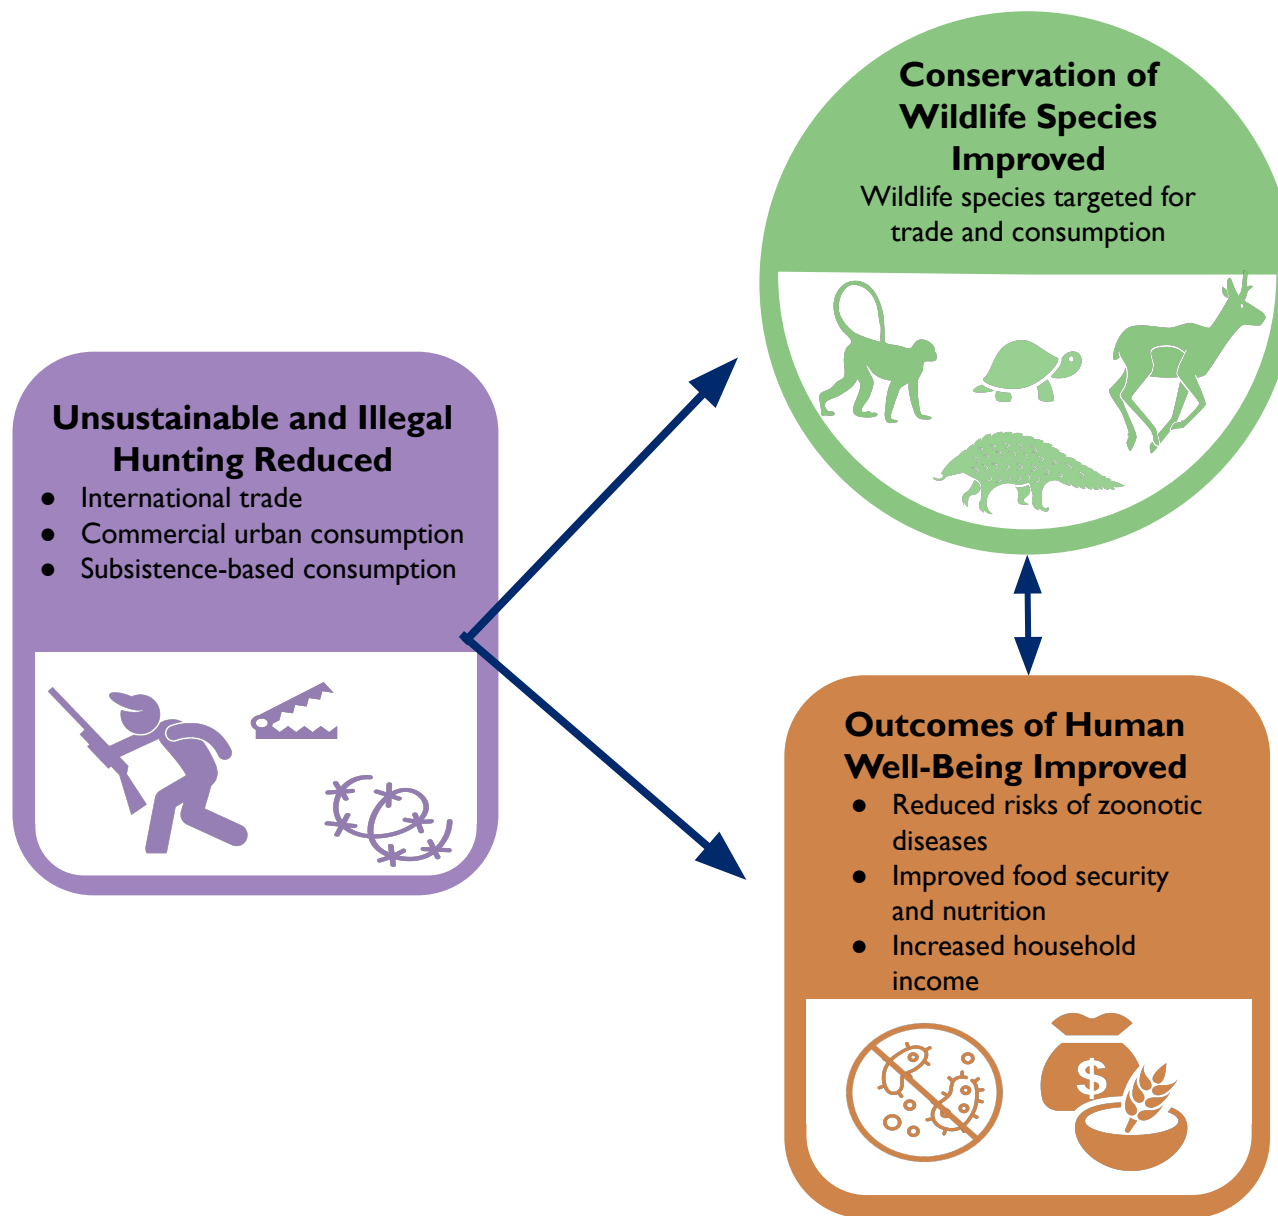 Conservation of
Wildlife Species
Improved
Wildlife species targeted for
trade and consumption
Unsustainable and Illegal
Hunting Reduced
● International trade
● Commercial urban consumption
● Subsistence-based consumption
Outcomes of Human
Well-Being Improved
● Reduced risks of zoonotic
diseases
● Improved food security
and nutrition
● Increased household
income
$